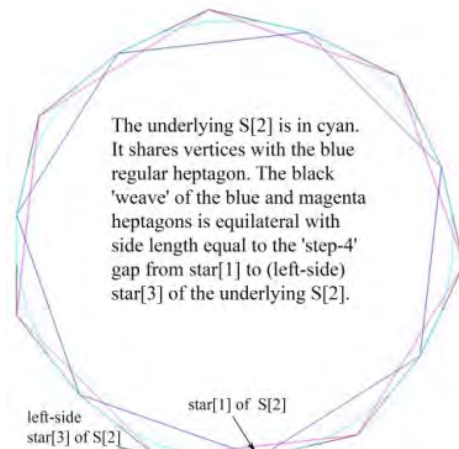 The underlying S[2] is in cyan.
It shares vertices with the blue
regular heptagon. The black
'weave' of the blue and magenta
heptagons is equilateral with
side length equal to the 'step-4'
gap from star[1] to (left-side)
star[3] of the underlying S[2].
star[1] of S[2]
left-side
star[3] of S[2]